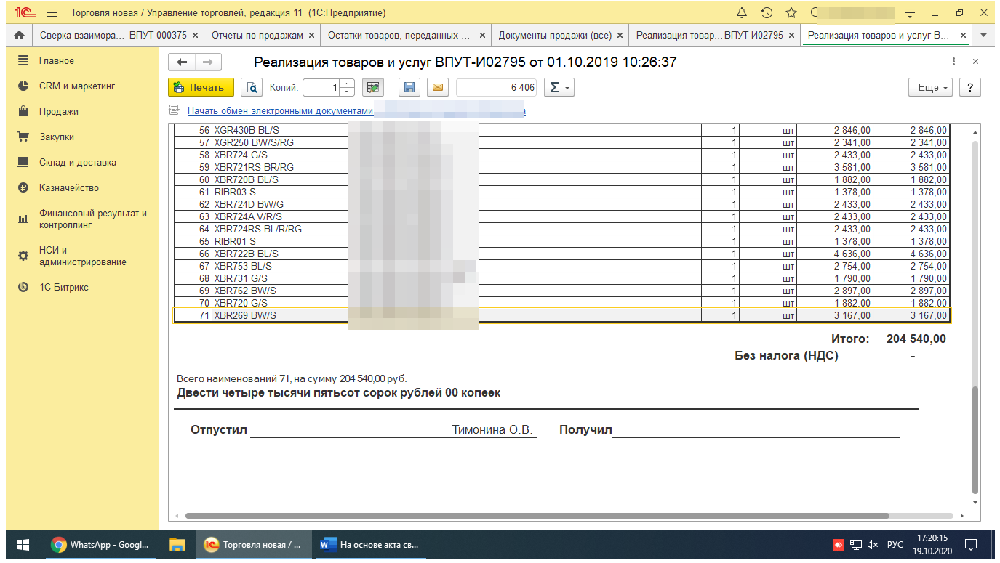 1С Торговля новая / Управление торговлей, редакция 11 (1С:Предприятие)
Сверка взаимора... ВПУТ-000375 × Отчеты по продажам × Остатки товаров, переданных ... × Документы продажи (все) × Реализация товар... ВПУТ-И02795 × Реализация товаров и услуг В... ×
Главное
CRM и маркетинг
Продажи
Закупки
Склад и доставка
Казначейство
Финансовый результат и
контроллинг
НСИ и
администрирование
1С-Битрикс
Реализация товаров и услуг ВПУТ-И02795 от 01.10.2019 10:26:37
Печать Копий: 1 6 406 Σ Еще ?
Начать обмен электронными документами
56 XGR430B BL/S 1 шт 2 846,00 2 846,00
57 XGR250 BW/S/RG 1 шт 2 341,00 2 341,00
58 XBR724 G/S 1 шт 2 433,00 2 433,00
59 XBR721RS BR/RG 1 шт 3 581,00 3 581,00
60 XBR720B BL/S 1 шт 1 882,00 1 882,00
61 RIBR03 S 1 шт 1 378,00 1 378,00
62 XBR724D BW/G 1 шт 2 433,00 2 433,00
63 XBR724A V/R/S 1 шт 2 433,00 2 433,00
64 XBR724RS BL/R/RG 1 шт 2 433,00 2 433,00
65 RIBR01 S 1 шт 1 378,00 1 378,00
66 XBR722B BL/S 1 шт 4 636,00 4 636,00
67 XBR753 BL/S 1 шт 2 754,00 2 754,00
68 XBR731 G/S 1 шт 1 790,00 1 790,00
69 XBR762 BW/S 1 шт 2 897,00 2 897,00
70 XBR720 G/S 1 шт 1 882,00 1 882,00
71 XBR269 BW/S 1 шт 3 167,00 3 167,00
Итого: 204 540,00
Без налога (НДС) -
Всего наименований 71, на сумму 204 540,00 руб.
Двести четыре тысячи пятьсот сорок рублей 00 копеек
Отпустил Тимонина О.В. Получил
WhatsApp - Googl... Торговля новая / ... На основе акта св... РУС 17:20:15
19.10.2020